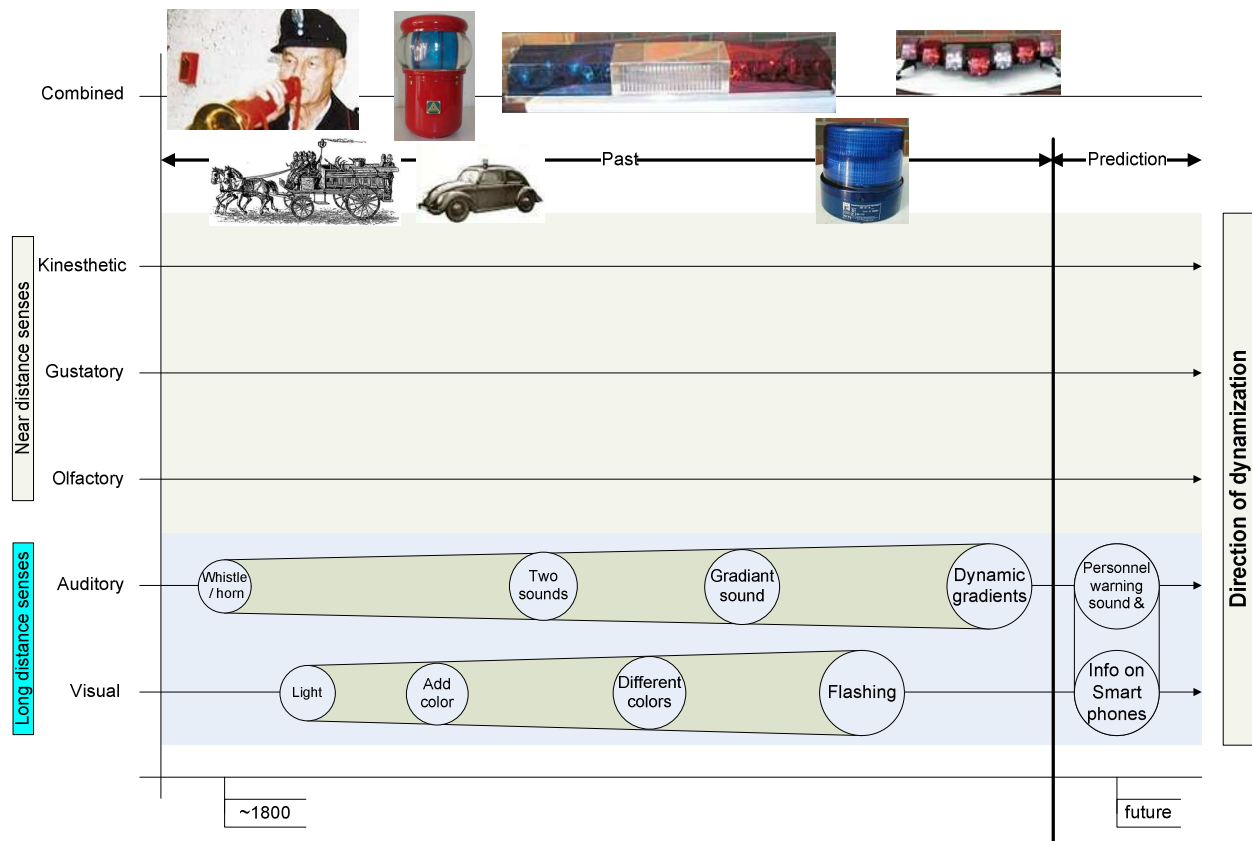 Combined
Past
Prediction
Near distance senses
Kinesthetic
Gustatory
Olfactory
Direction of dynamization
Long distance senses
Auditory
Whistle
/ horn
Two
sounds
Gradiant
sound
Dynamic
gradients
Personnel
warning
sound &
Visual
Light
Add
color
Different
colors
Flashing
Info on
Smart
phones
~1800
future